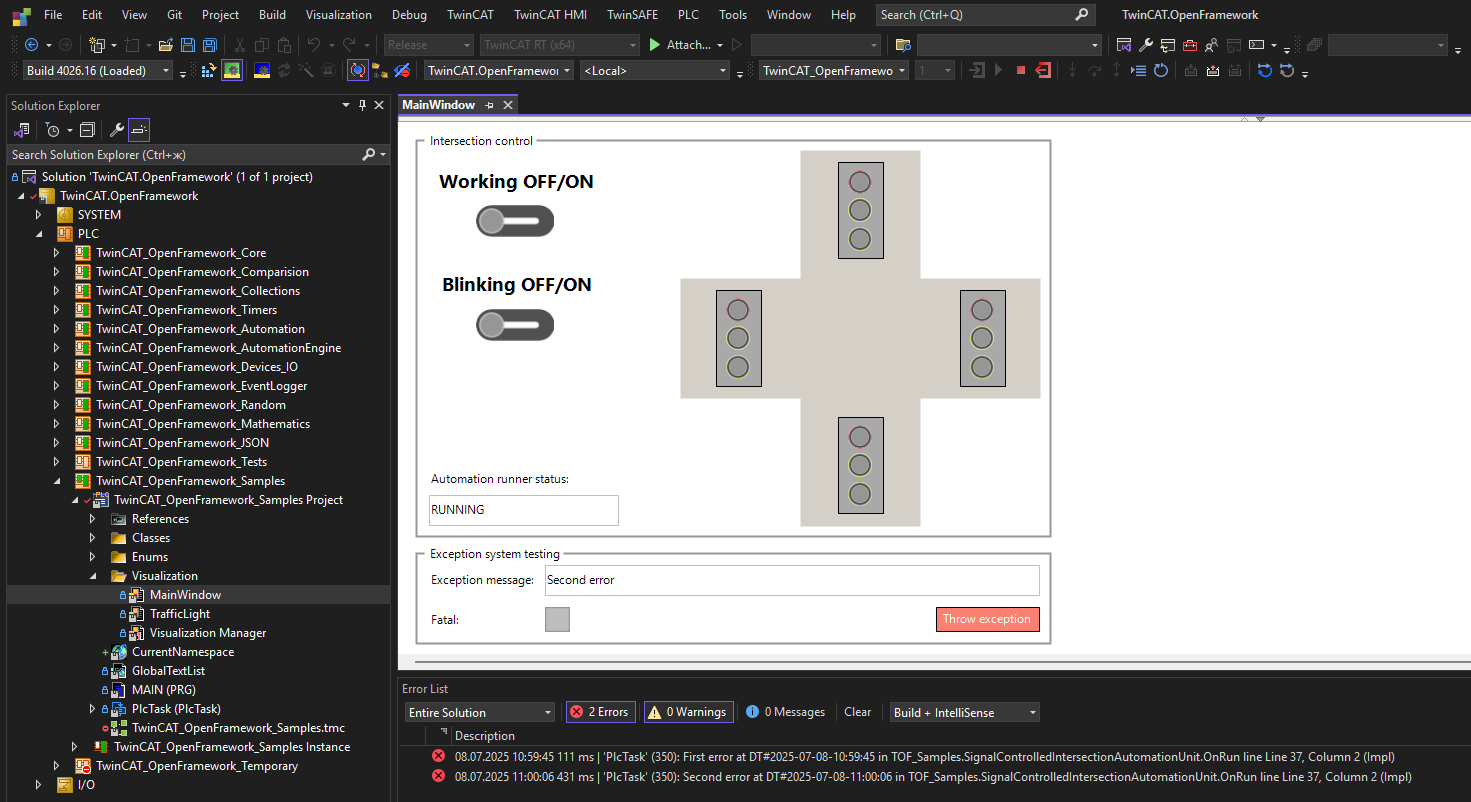 File Edit View Git Project Build Visualization Debug TwinCAT TwinCAT HMI TwinSAFE PLC Tools Window Help Search (Ctrl+Q) TwinCAT.OpenFramework
Release TwinCAT RT (x64) Attach...
Build 4026.16 (Loaded) TwinCAT.OpenFramewor <Local> TwinCAT_OpenFramewo 1
Solution Explorer
Search Solution Explorer (Ctrl+ж)
Solution 'TwinCAT.OpenFramework' (1 of 1 project)
TwinCAT.OpenFramework
SYSTEM
PLC
TwinCAT_OpenFramework_Core
TwinCAT_OpenFramework_Comparision
TwinCAT_OpenFramework_Collections
TwinCAT_OpenFramework_Timers
TwinCAT_OpenFramework_Automation
TwinCAT_OpenFramework_AutomationEngine
TwinCAT_OpenFramework_Devices_IO
TwinCAT_OpenFramework_EventLogger
TwinCAT_OpenFramework_Random
TwinCAT_OpenFramework_Mathematics
TwinCAT_OpenFramework_JSON
TwinCAT_OpenFramework_Tests
TwinCAT_OpenFramework_Samples
TwinCAT_OpenFramework_Samples Project
References
Classes
Enums
Visualization
MainWindow
TrafficLight
Visualization Manager
CurrentNamespace
GlobalTextList
MAIN (PRG)
PlcTask (PlcTask)
TwinCAT_OpenFramework_Samples.tmc
TwinCAT_OpenFramework_Samples Instance
TwinCAT_OpenFramework_Temporary
I/O
MainWindow
Intersection control
Working OFF/ON
Blinking OFF/ON
Automation runner status:
RUNNING
Exception system testing
Exception message: Second error
Fatal: Throw exception
Error List
Entire Solution 2 Errors 0 Warnings 0 Messages Clear Build + IntelliSense
Description
08.07.2025 10:59:45 111 ms | 'PlcTask' (350): First error at DT#2025-07-08-10:59:45 in TOF_Samples.SignalControlledIntersectionAutomationUnit.OnRun line Line 37, Column 2 (Impl)
08.07.2025 11:00:06 431 ms | 'PlcTask' (350): Second error at DT#2025-07-08-11:00:06 in TOF_Samples.SignalControlledIntersectionAutomationUnit.OnRun line Line 37, Column 2 (Impl)